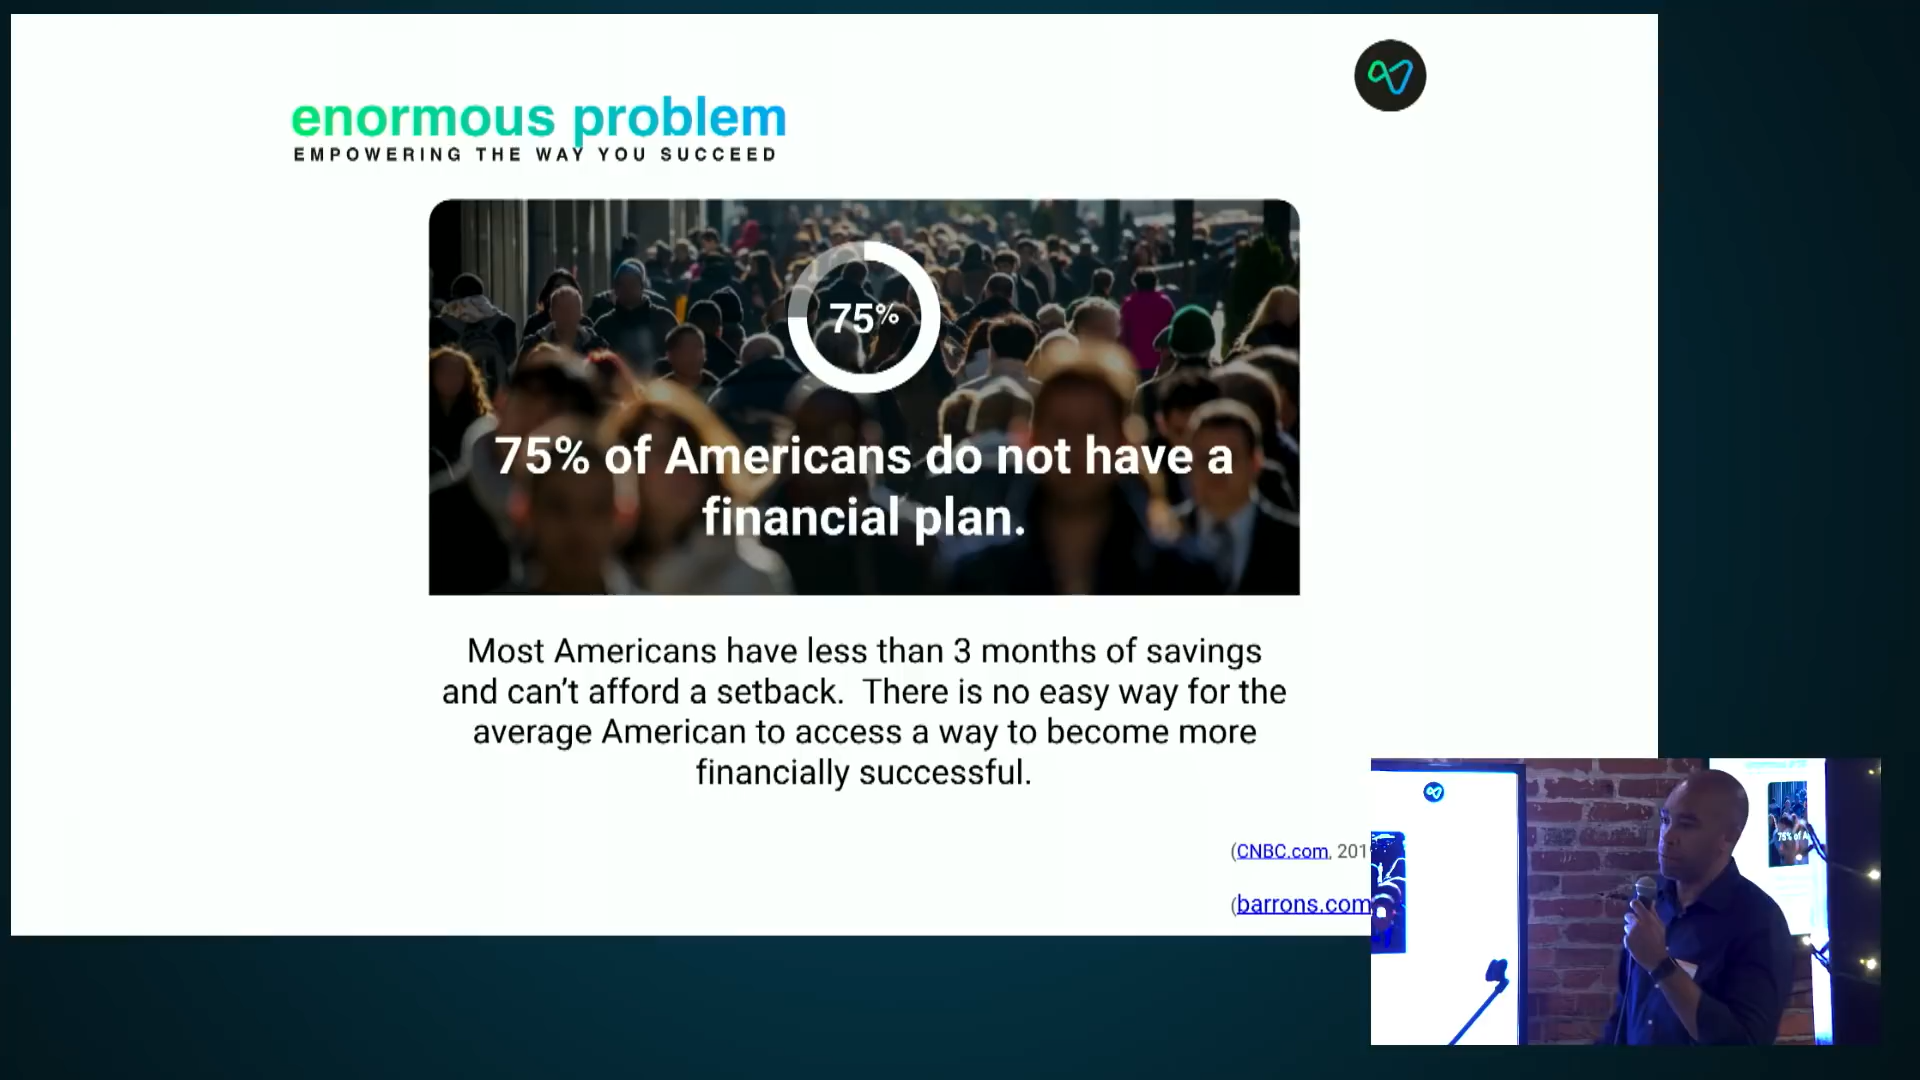 enormous problem
EMPOWERING THE WAY YOU SUCCEED
75%
75% of Americans do not have a
financial plan.
Most Americans have less than 3 months of savings
and can't afford a setback.  There is no easy way for the
average American to access a way to become more
financially successful.
(CNBC.com, 201
(barrons.com
75% of A